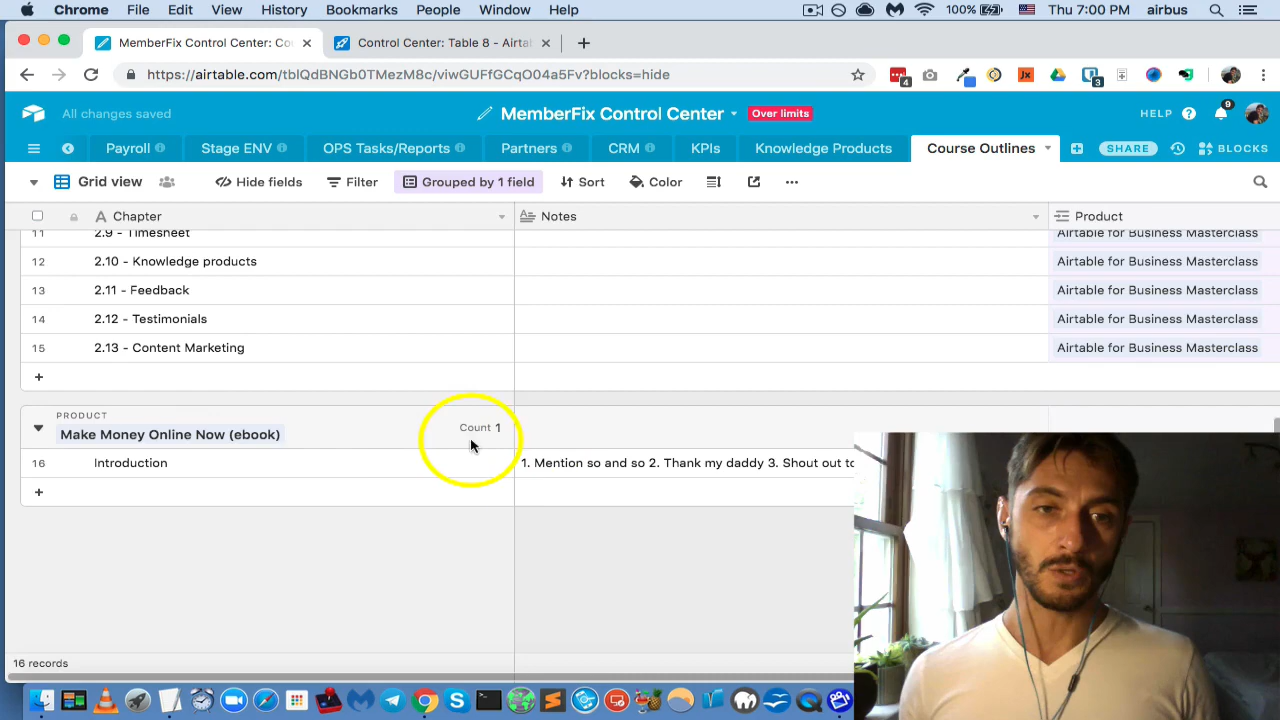 Chrome File Edit View History Bookmarks People Window Help 100% Thu 7:00 PM airbus
MemberFix Control Center: Co
Control Center: Table 8 - Airta
https://airtable.com/tblQdBNGb0TMezM8c/viwGUFfGCqO04a5Fv?blocks=hide
4
3
All changes saved
MemberFix Control Center
Over limits
HELP
9
Payroll
Stage ENV
OPS Tasks/Reports
Partners
CRM
KPIs
Knowledge Products
Course Outlines
SHARE
BLOCKS
Grid view
Hide fields
Filter
Grouped by 1 field
Sort
Color
Chapter Notes Product
11 2.9 - Timesheet Airtable for Business Masterclass
12 2.10 - Knowledge products Airtable for Business Masterclass
13 2.11 - Feedback Airtable for Business Masterclass
14 2.12 - Testimonials Airtable for Business Masterclass
15 2.13 - Content Marketing Airtable for Business Masterclass
PRODUCT
Make Money Online Now (ebook)
Count 1
16 Introduction 1. Mention so and so 2. Thank my daddy 3. Shout out to
16 records